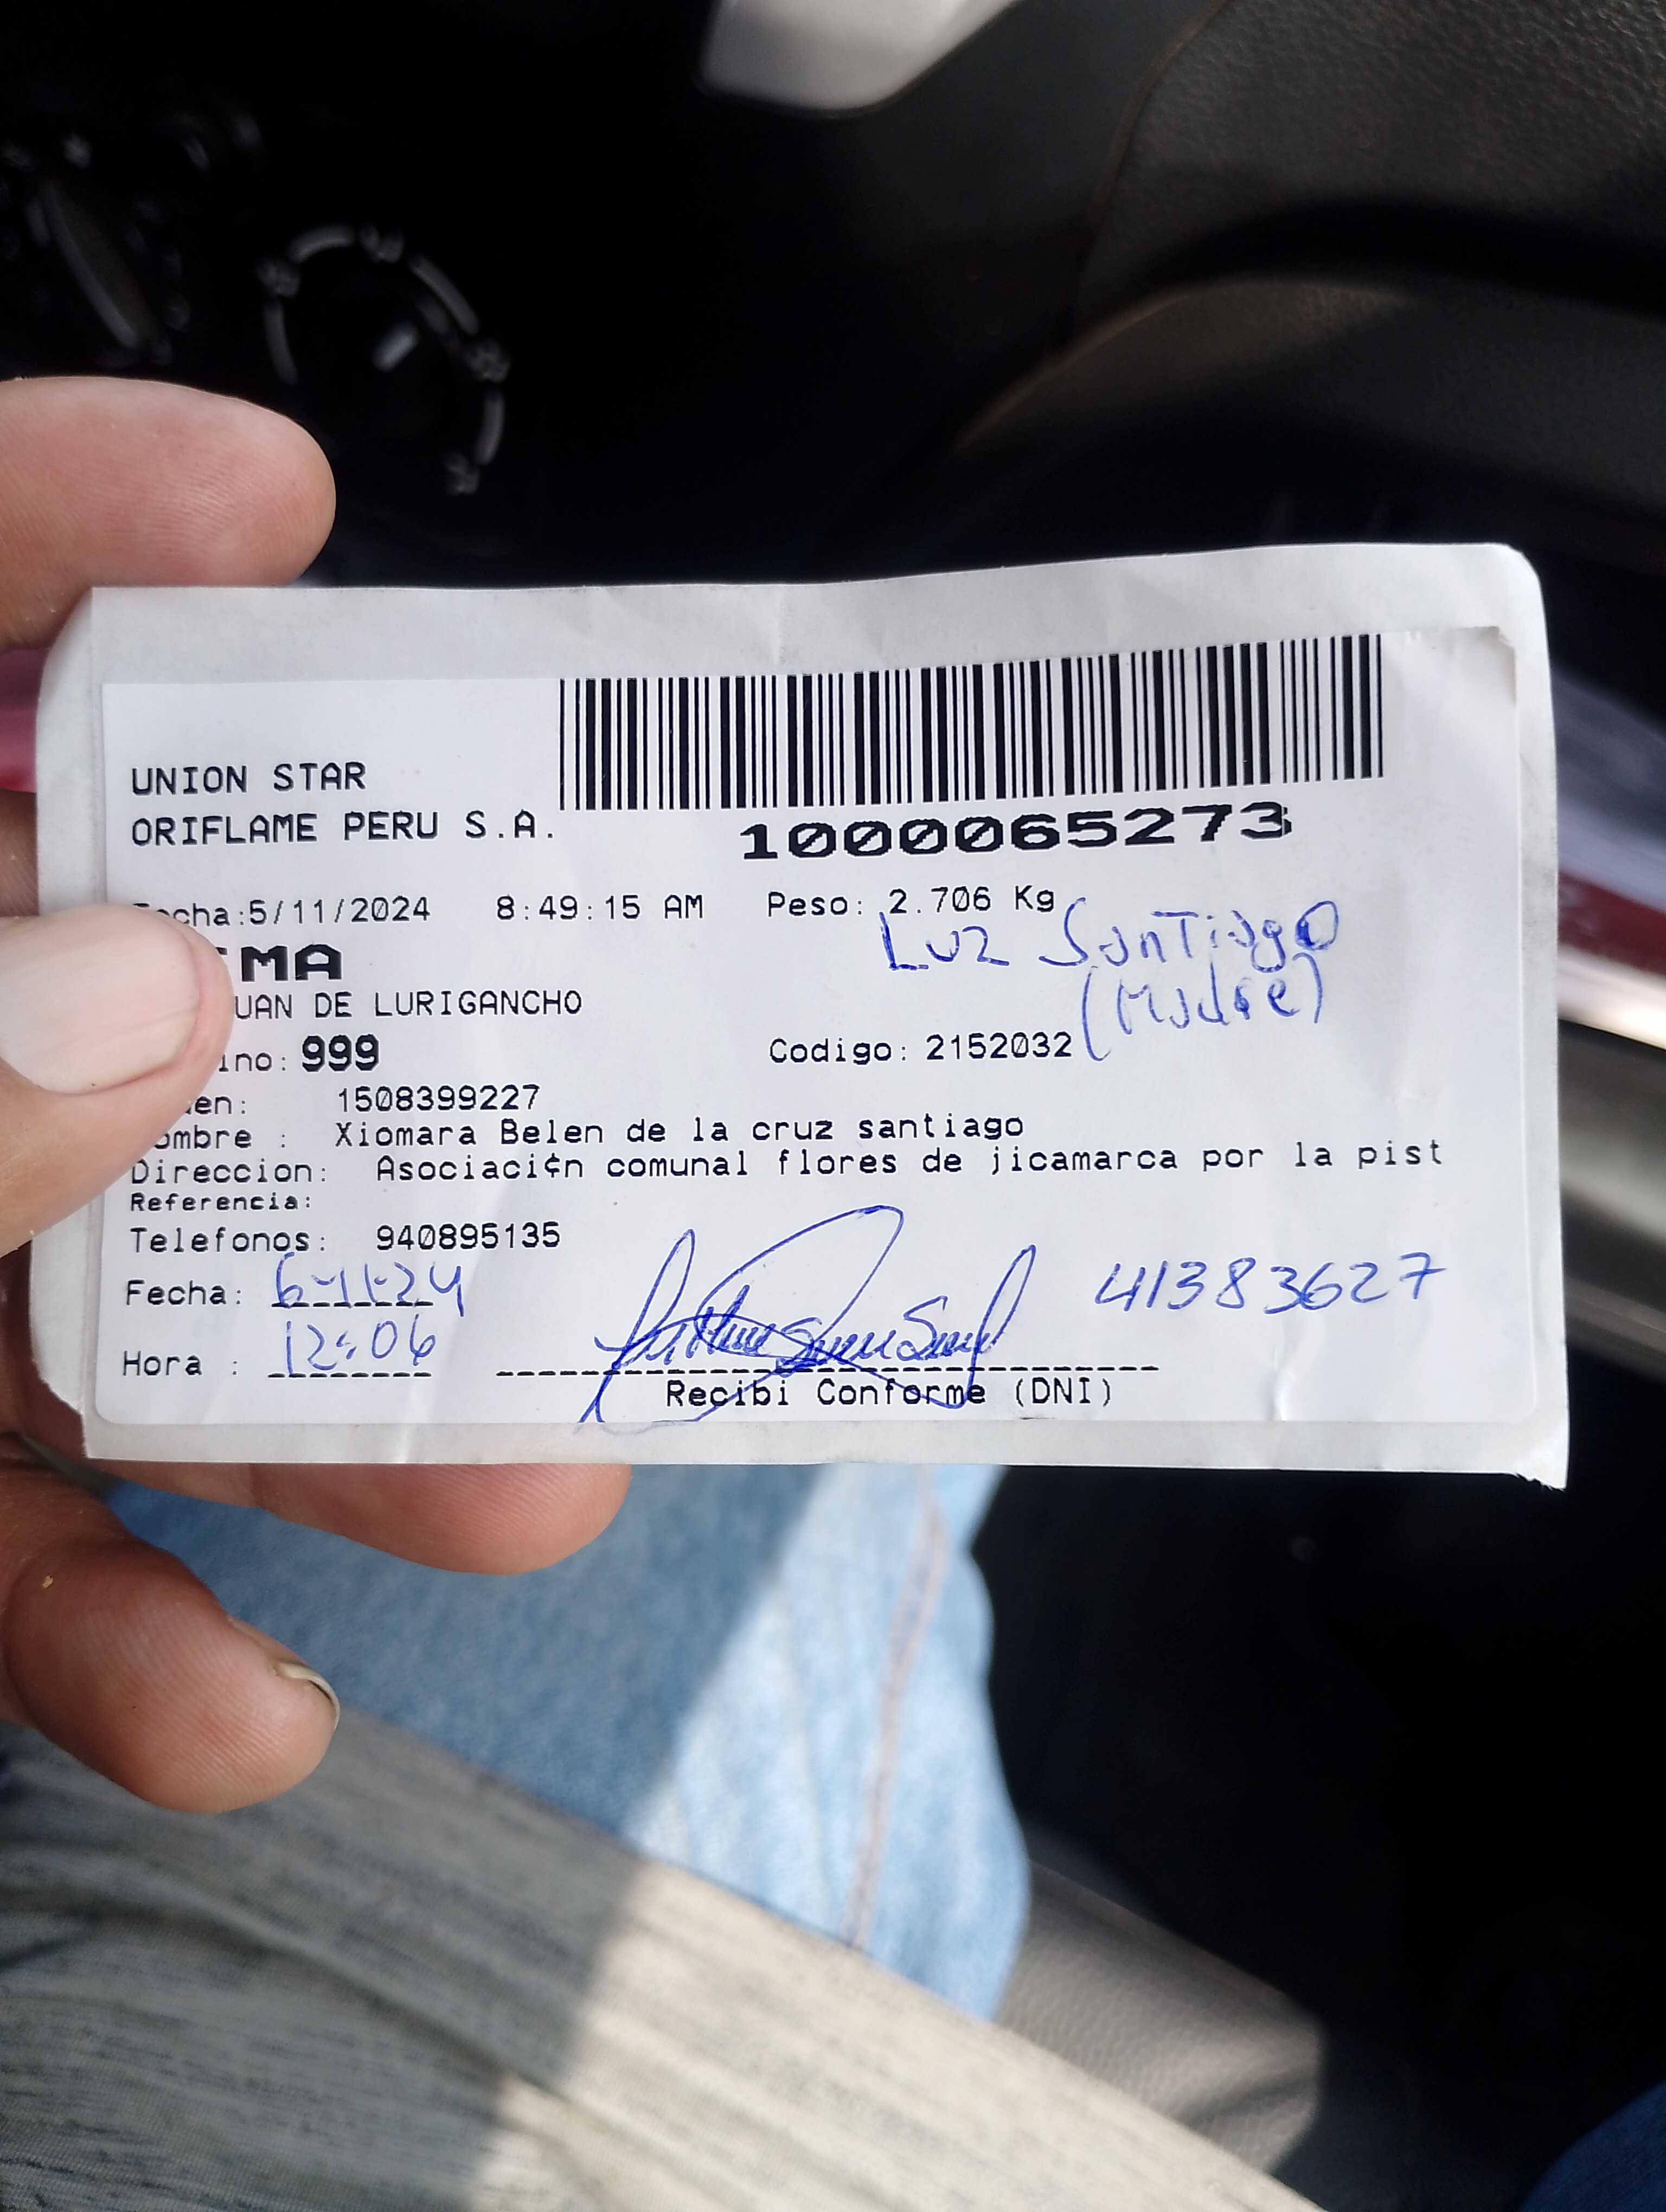 UNION STAR
ORIFLAME PERU S.A.
1000065273
Fecha:5/11/2024 8:49:15 AM Peso: 2.706 Kg
MA
Luz Santiago
UAN DE LURIGANCHO
(Madre)
ino: 999 Codigo: 2152032
en: 1508399227
ombre : Xiomara Belen de la cruz santiago
Direccion: Asociaci¢n comunal flores de jicamarca por la pist
Referencia:
Telefonos: 940895135
Fecha: 6-11-24 41383627
Hora : 12:06
Recibi Conforme (DNI)